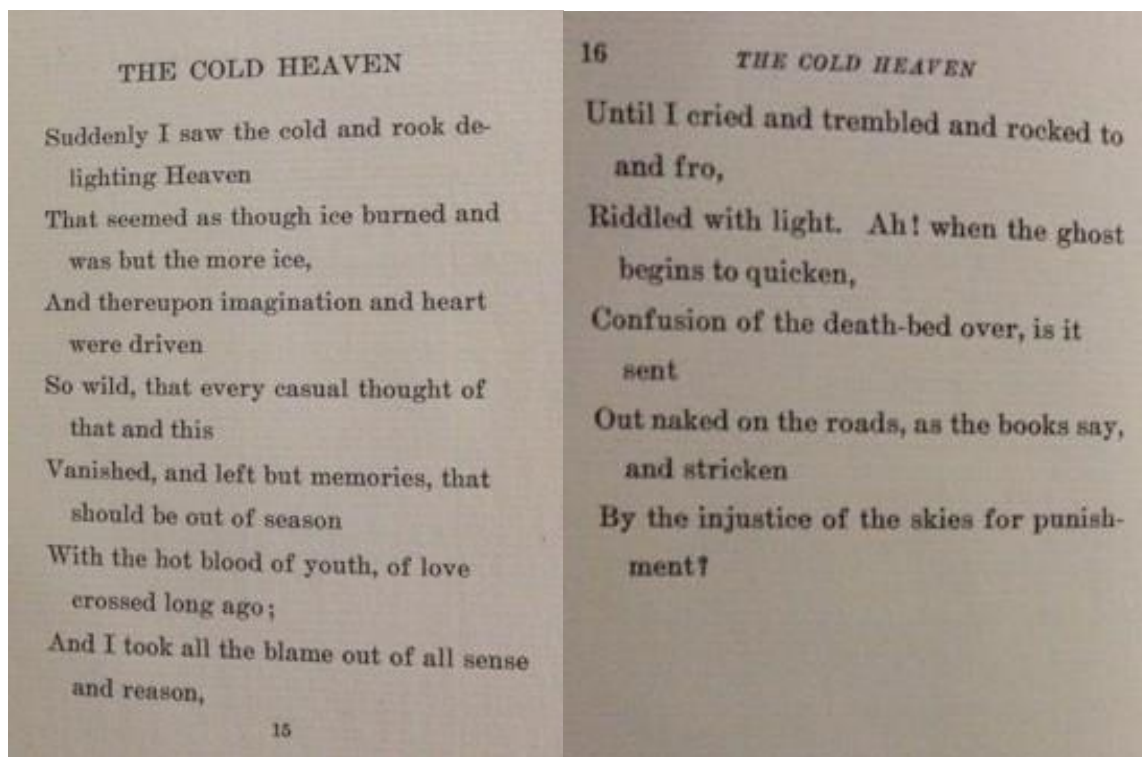 THE COLD HEAVEN
Suddenly I saw the cold and rook de-
lighting Heaven
That seemed as though ice burned and
was but the more ice,
And thereupon imagination and heart
were driven
So wild, that every casual thought of
that and this
Vanished, and left but memories, that
should be out of season
With the hot blood of youth, of love
crossed long ago;
And I took all the blame out of all sense
and reason,
15
16 THE COLD HEAVEN
Until I cried and trembled and rocked to
and fro,
Riddled with light. Ah! when the ghost
begins to quicken,
Confusion of the death-bed over, is it
sent
Out naked on the roads, as the books say,
and stricken
By the injustice of the skies for punish-
ment?